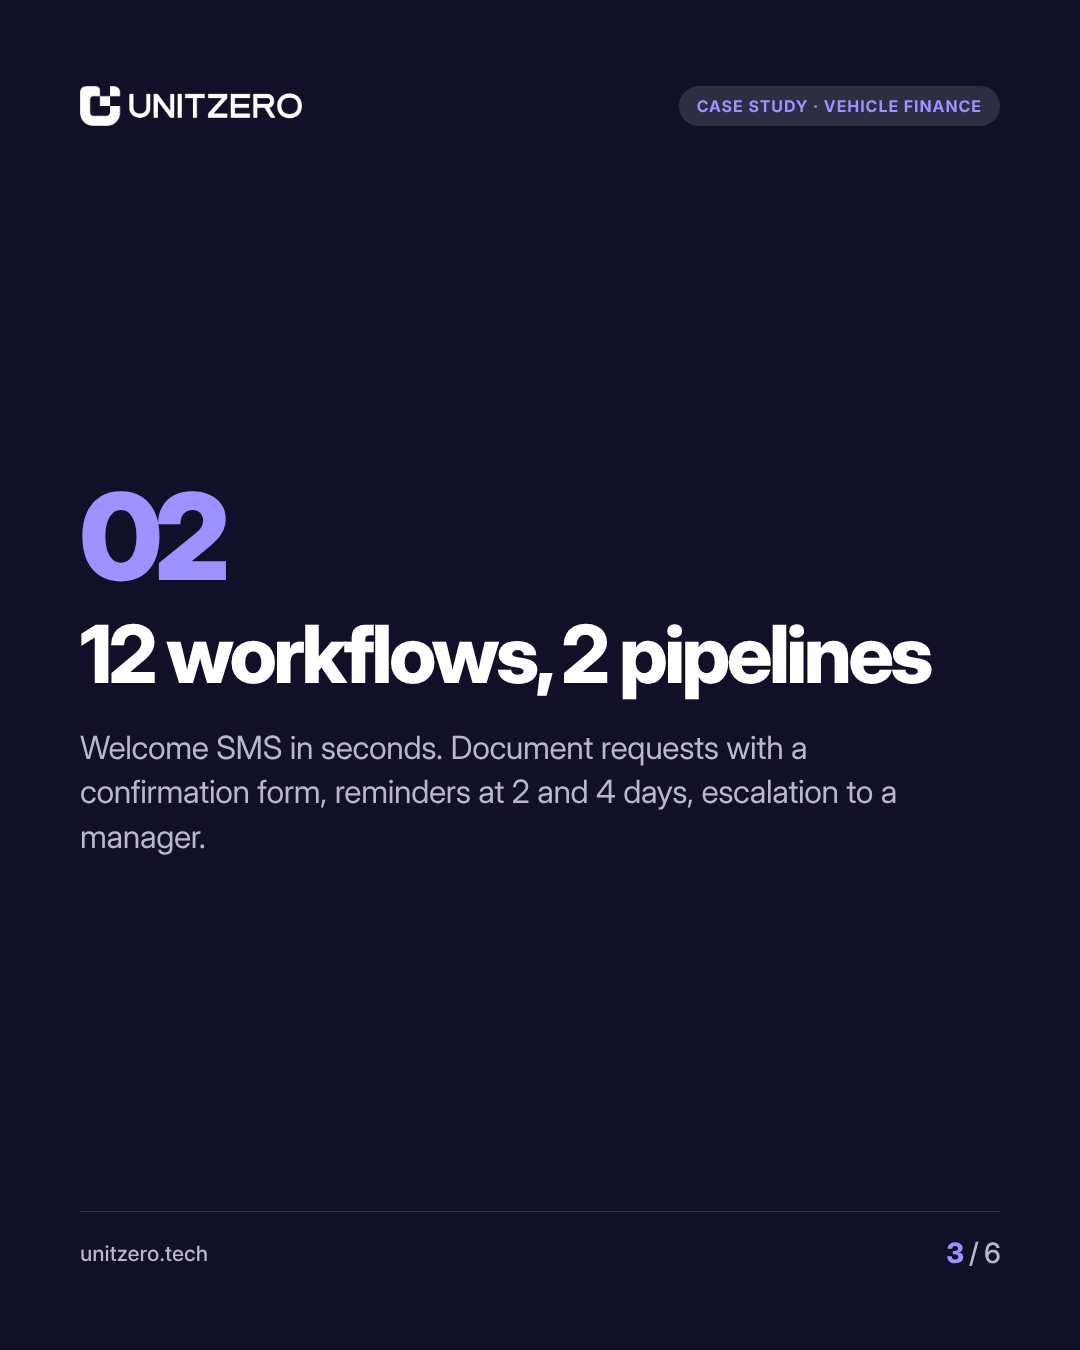 UNITZERO
CASE STUDY · VEHICLE FINANCE
02
12 workflows, 2 pipelines
Welcome SMS in seconds. Document requests with a
confirmation form, reminders at 2 and 4 days, escalation to a
manager.
unitzero.tech
3 / 6